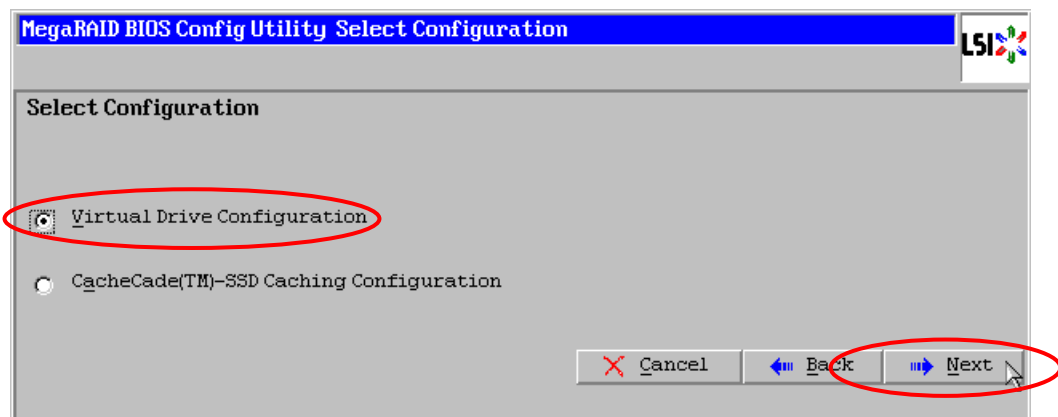 MegaRAID BIOS Config Utility Select Configuration
LSI
Select Configuration
Virtual Drive Configuration
CacheCade(TM)-SSD Caching Configuration
Cancel
Back
Next